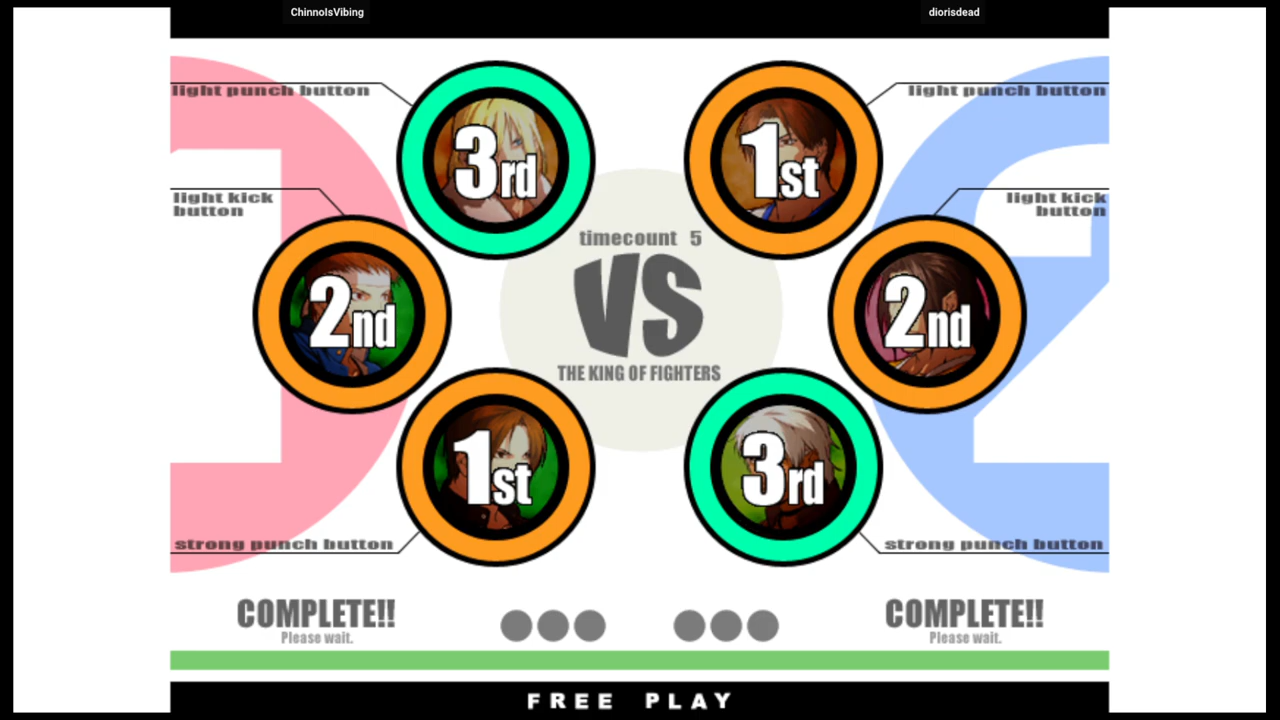 ChinnoIsVibing
diorisdead
light punch button
light punch button
3rd
1st
light kick
button
light kick
button
timecount 5
VS
THE KING OF FIGHTERS
2nd
2nd
1st
3rd
strong punch button
strong punch button
COMPLETE!!
Please wait.
COMPLETE!!
Please wait.
FREE PLAY